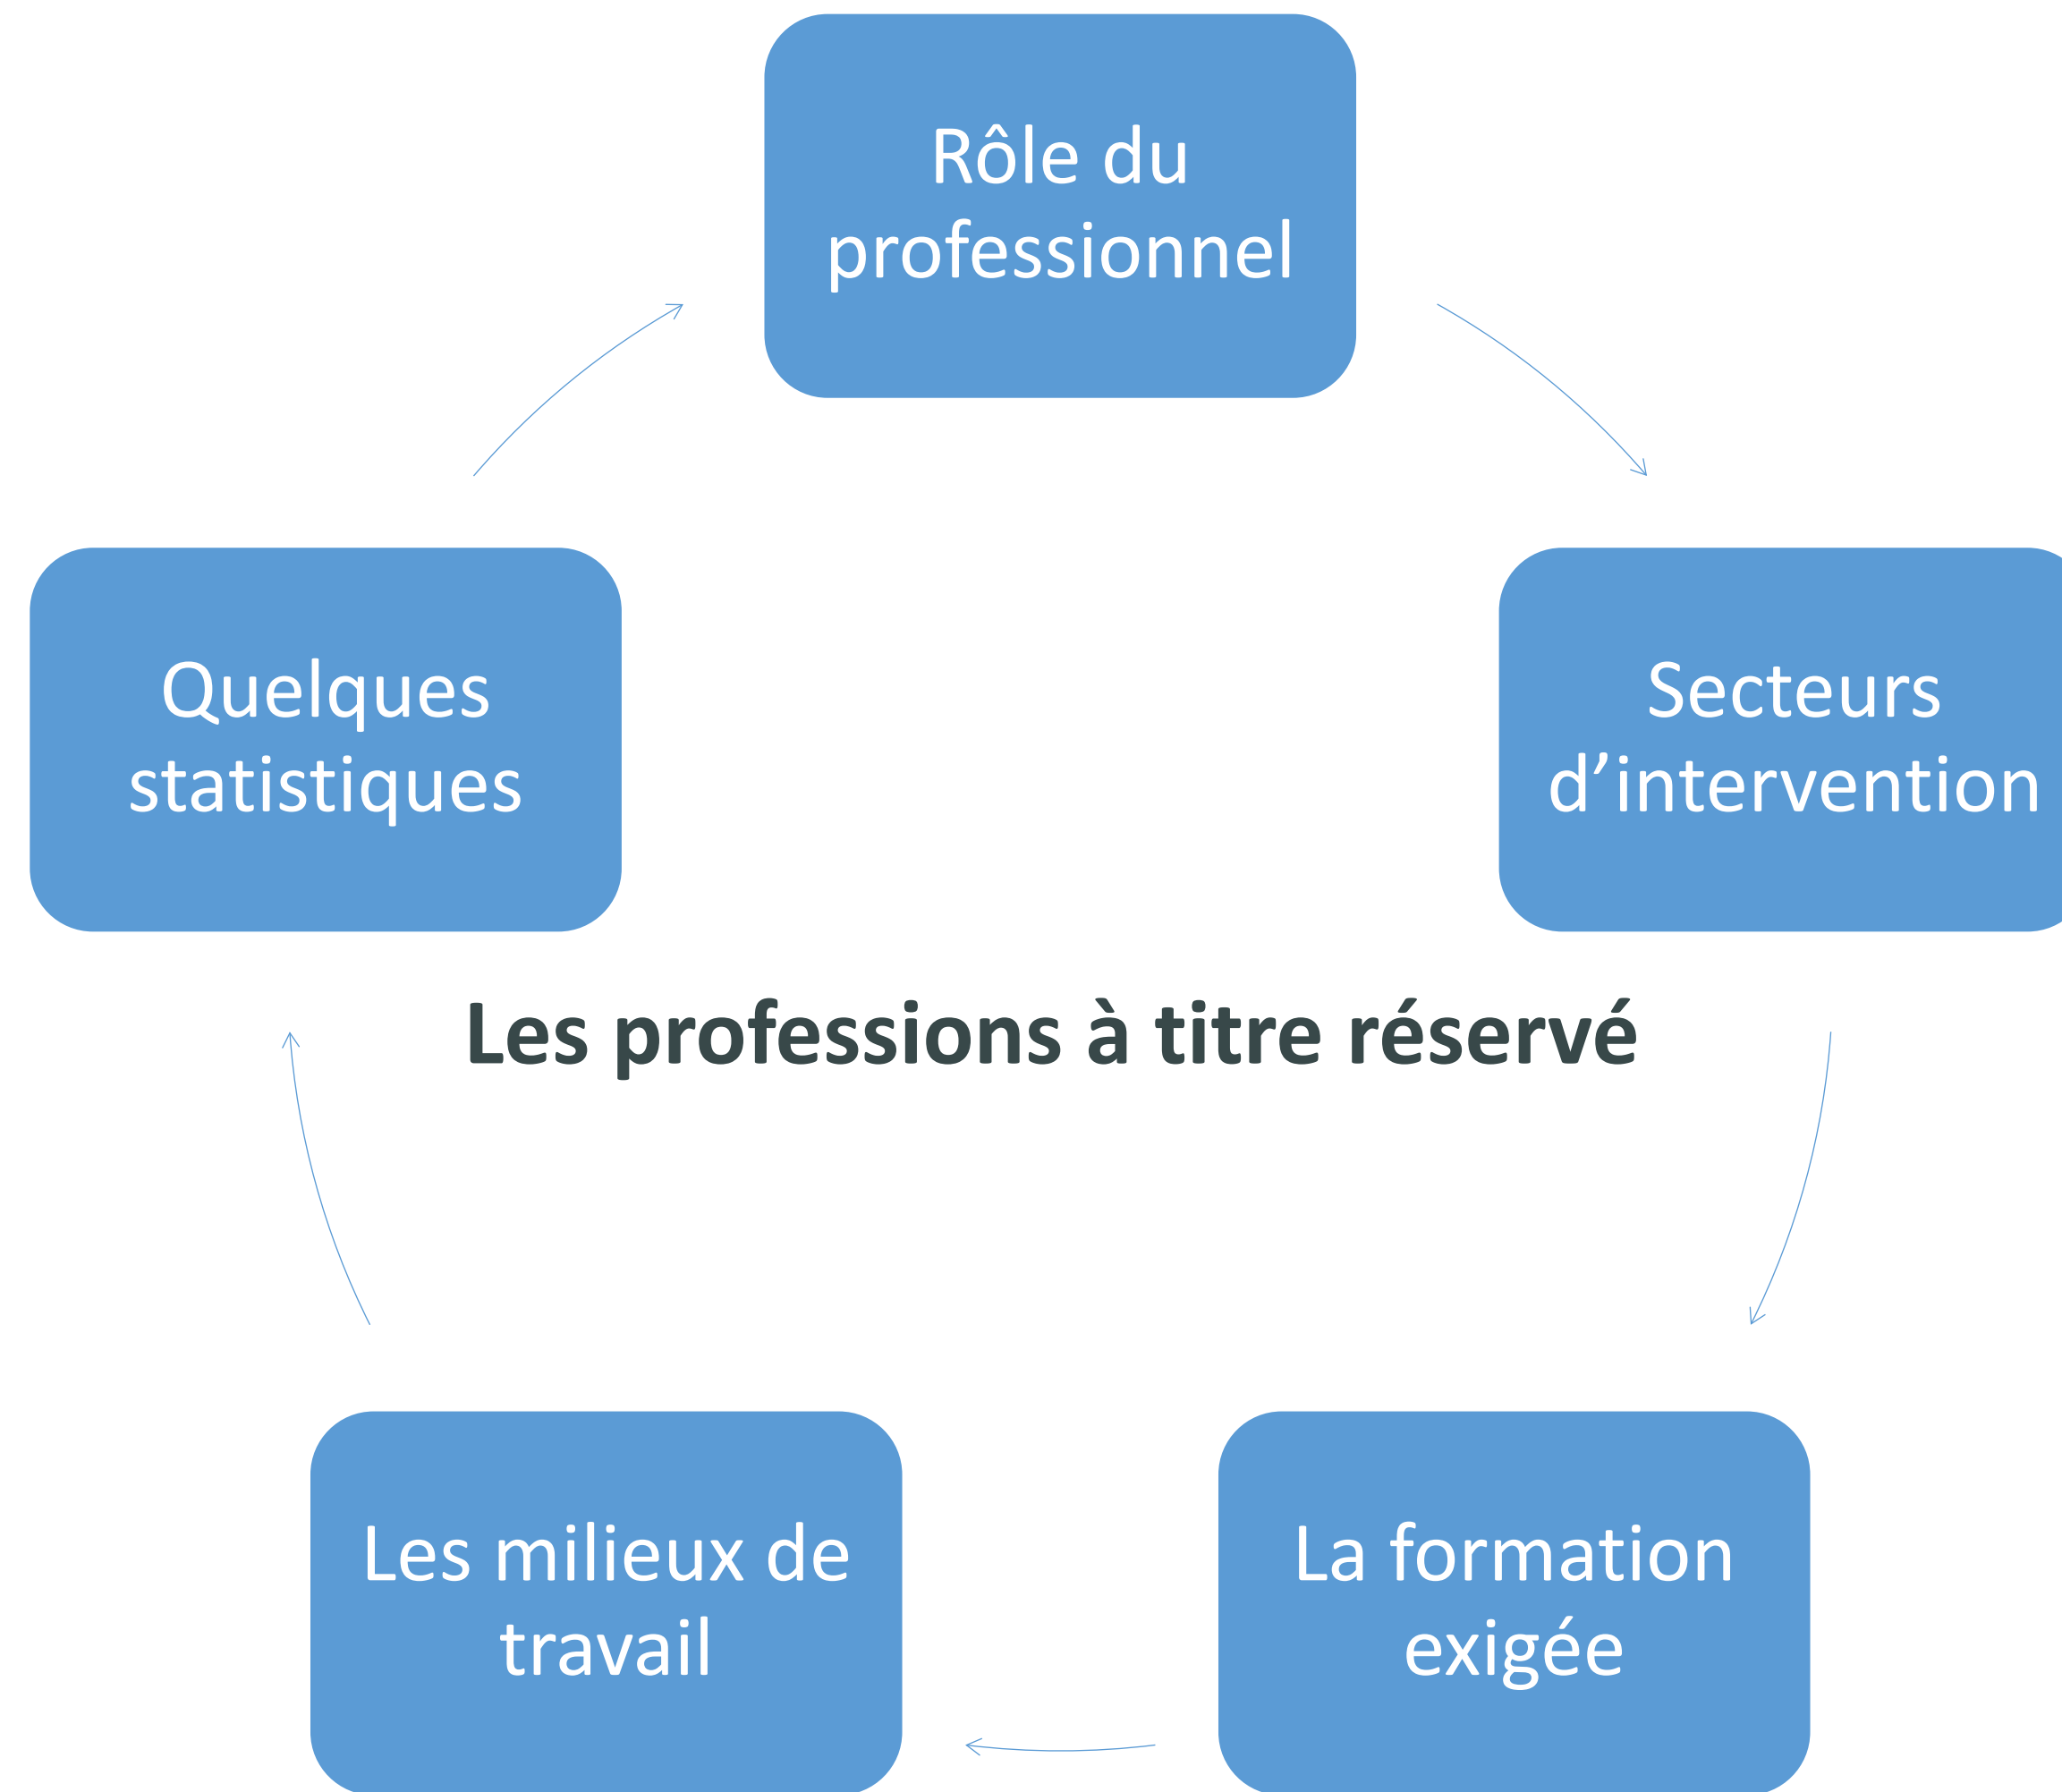 Rôle du
professionnel
Secteurs
d’intervention
La formation
exigée
Les milieux de
travail
Quelques
statistiques
Les professions à titre réservé